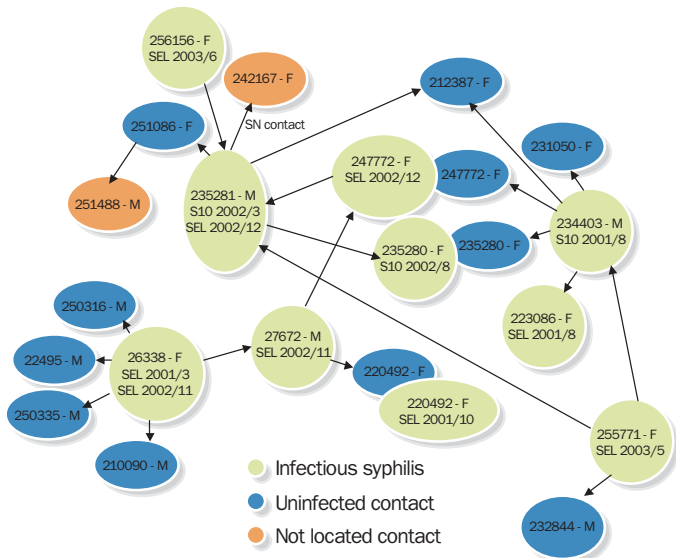 256156 - F
SEL 2003/6
242167 - F
212387 - F
SN contact
251086 - F
231050 - F
247772 - F
SEL 2002/12
247772 - F
251488 - M
235281 - M
S10 2002/3
SEL 2002/12
234403 - M
S10 2001/8
235280 - F
S10 2002/8
235280 - F
250316 - M
223086 - F
SEL 2001/8
27672 - M
SEL 2002/11
22495 - M
26338 - F
SEL 2001/3
SEL 2002/11
220492 - F
250335 - M
220492 - F
SEL 2001/10
255771 - F
SEL 2003/5
210090 - M
Infectious syphilis
Uninfected contact
232844 - M
Not located contact